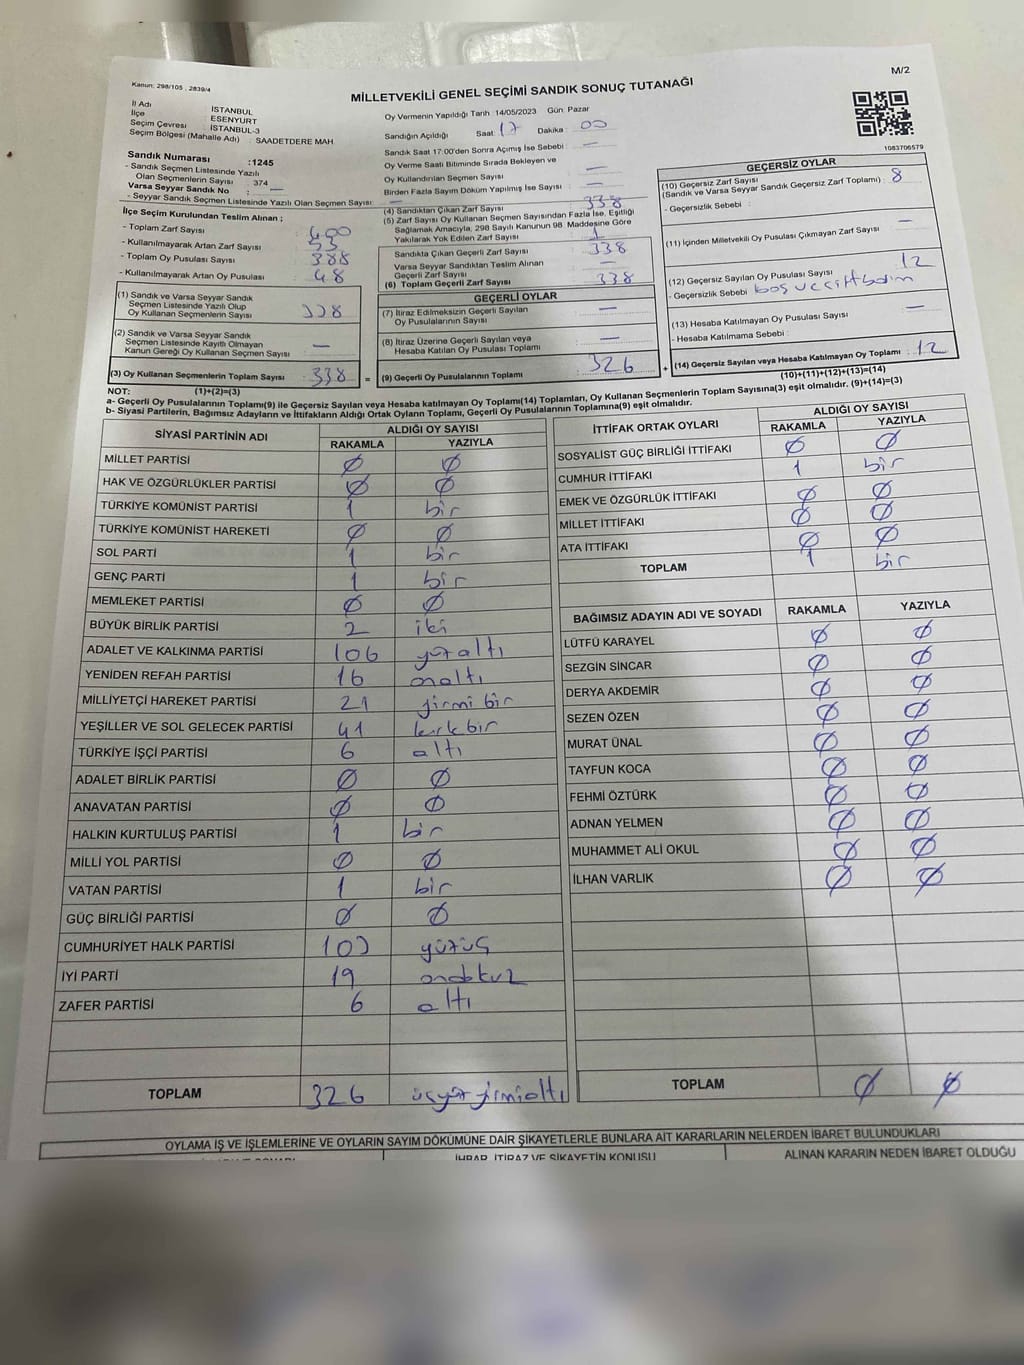 Kanun: 298/105 , 2839/4
M/2
MİLLETVEKİLİ GENEL SEÇİMİ SANDIK SONUÇ TUTANAĞI
İl Adı İSTANBUL
İlçe ESENYURT
Seçim Çevresi : İSTANBUL-3
Seçim Bölgesi (Mahalle Adı) : SAADETDERE MAH
Sandık Numarası :1245
- Sandık Seçmen Listesinde Yazılı
Olan Seçmenlerin Sayısı : 374
Varsa Seyyar Sandık No : —
- Seyyar Sandık Seçmen Listesinde Yazılı Olan Seçmen Sayısı: —
Oy Vermenin Yapıldığı Tarih :14/05/2023 Gün: Pazar
Sandığın Açıldığı Saat: 17 Dakika : 00
Sandık Saat 17:00'den Sonra Açımış İse Sebebi : —
Oy Verme Saati Bitiminde Sırada Bekleyen ve
Oy Kullandırılan Seçmen Sayısı —
Birden Fazla Sayım Döküm Yapılmış İse Sayısı : —
1083706579
İlçe Seçim Kurulundan Teslim Alınan ;
- Toplam Zarf Sayısı : 400
- Kullanılmayarak Artan Zarf Sayısı : 53
- Toplam Oy Pusulası Sayısı : 388
- Kullanılmayarak Artan Oy Pusulası : 48
(1) Sandık ve Varsa Seyyar Sandık
Seçmen Listesinde Yazılı Olup
Oy Kullanan Seçmenlerin Sayısı : 338
(2) Sandık ve Varsa Seyyar Sandık
Seçmen Listesinde Kayıtlı Olmayan
Kanun Gereği Oy Kullanan Seçmen Sayısı : —
(3) Oy Kullanan Seçmenlerin Toplam Sayısı : 338 =
(4) Sandıktan Çıkan Zarf Sayısı : 338
(5) Zarf Sayısı Oy Kullanan Seçmen Sayısından Fazla İse, Eşitliği
Sağlamak Amacıyla, 298 Sayılı Kanunun 98 Maddesine Göre
Yakılarak Yok Edilen Zarf Sayısı :
Sandıkta Çıkan Geçerli Zarf Sayısı : 338
Varsa Seyyar Sandıktan Teslim Alınan
Geçerli Zarf Sayısı : —
(6) Toplam Geçerli Zarf Sayısı : 338
GEÇERLİ OYLAR
(7) İtiraz Edilmeksizin Geçerli Sayılan
Oy Pusulalarının Sayısı : —
(8) İtiraz Üzerine Geçerli Sayılan veya
Hesaba Katılan Oy Pusulası Toplamı : —
(9) Geçerli Oy Pusulalarının Toplamı : 326 +
GEÇERSİZ OYLAR
(10) Geçersiz Zarf Sayısı
(Sandık ve Varsa Seyyar Sandık Geçersiz Zarf Toplamı) : 8
- Geçersizlik Sebebi :
(11) İçinden Milletvekili Oy Pusulası Çıkmayan Zarf Sayısı : —
(12) Geçersiz Sayılan Oy Pusulası Sayısı : 12
- Geçersizlik Sebebi : boş ve çift
(13) Hesaba Katılmayan Oy Pusulası Sayısı : —
- Hesaba Katılmama Sebebi :
(14) Geçersiz Sayılan veya Hesaba Katılmayan Oy Toplamı : 12
(10)+(11)+(12)+(13)=(14)
NOT: (1)+(2)=(3)
a- Geçerli Oy Pusulalarının Toplamı(9) ile Geçersiz Sayılan veya Hesaba katılmayan Oy Toplamı(14) Toplamları, Oy Kullanan Seçmenlerin Toplam Sayısına(3) eşit olmalıdır. (9)+(14)=(3)
b- Siyasi Partilerin, Bağımsız Adayların ve İttifakların Aldığı Ortak Oyların Toplamı, Geçerli Oy Pusulalarının Toplamına(9) eşit olmalıdır.
SİYASİ PARTİNİN ADI ALDIĞI OY SAYISI
RAKAMLA YAZIYLA
MİLLET PARTİSİ Ø Ø
HAK VE ÖZGÜRLÜKLER PARTİSİ Ø Ø
TÜRKİYE KOMÜNİST PARTİSİ 1 bir
TÜRKİYE KOMÜNİST HAREKETİ Ø Ø
SOL PARTİ 1 bir
GENÇ PARTİ 1 bir
MEMLEKET PARTİSİ Ø Ø
BÜYÜK BİRLİK PARTİSİ 2 iki
ADALET VE KALKINMA PARTİSİ 106 yüz altı
YENİDEN REFAH PARTİSİ 16 onaltı
MİLLİYETÇİ HAREKET PARTİSİ 21 yirmi bir
YEŞİLLER VE SOL GELECEK PARTİSİ 41 kırkbir
TÜRKİYE İŞÇİ PARTİSİ 6 altı
ADALET BİRLİK PARTİSİ Ø Ø
ANAVATAN PARTİSİ Ø Ø
HALKIN KURTULUŞ PARTİSİ 1 bir
MİLLİ YOL PARTİSİ Ø Ø
VATAN PARTİSİ 1 bir
GÜÇ BİRLİĞİ PARTİSİ Ø Ø
CUMHURİYET HALK PARTİSİ 103 yüzüç
İYİ PARTİ 19 ondokuz
ZAFER PARTİSİ 6 altı
TOPLAM 326 üçyüz yirmialtı
İTTİFAK ORTAK OYLARI ALDIĞI OY SAYISI
RAKAMLA YAZIYLA
SOSYALİST GÜÇ BİRLİĞİ İTTİFAKI Ø Ø
CUMHUR İTTİFAKI 1 bir
EMEK VE ÖZGÜRLÜK İTTİFAKI Ø Ø
MİLLET İTTİFAKI Ø Ø
ATA İTTİFAKI Ø Ø
TOPLAM 1 bir
BAĞIMSIZ ADAYIN ADI VE SOYADI RAKAMLA YAZIYLA
LÜTFÜ KARAYEL Ø Ø
SEZGİN SİNCAR Ø Ø
DERYA AKDEMİR Ø Ø
SEZEN ÖZEN Ø Ø
MURAT ÜNAL Ø Ø
TAYFUN KOCA Ø Ø
FEHMİ ÖZTÜRK Ø Ø
ADNAN YELMEN Ø Ø
MUHAMMET ALİ OKUL Ø Ø
İLHAN VARLIK Ø Ø
TOPLAM Ø Ø
OYLAMA İŞ VE İŞLEMLERİNE VE OYLARIN SAYIM DÖKÜMÜNE DAİR ŞİKAYETLERLE BUNLARA AİT KARARLARIN NELERDEN İBARET BULUNDUKLARI
İHBAR, İTİRAZ VE ŞİKAYETİN KONUSU ALINAN KARARIN NEDEN İBARET OLDUĞU